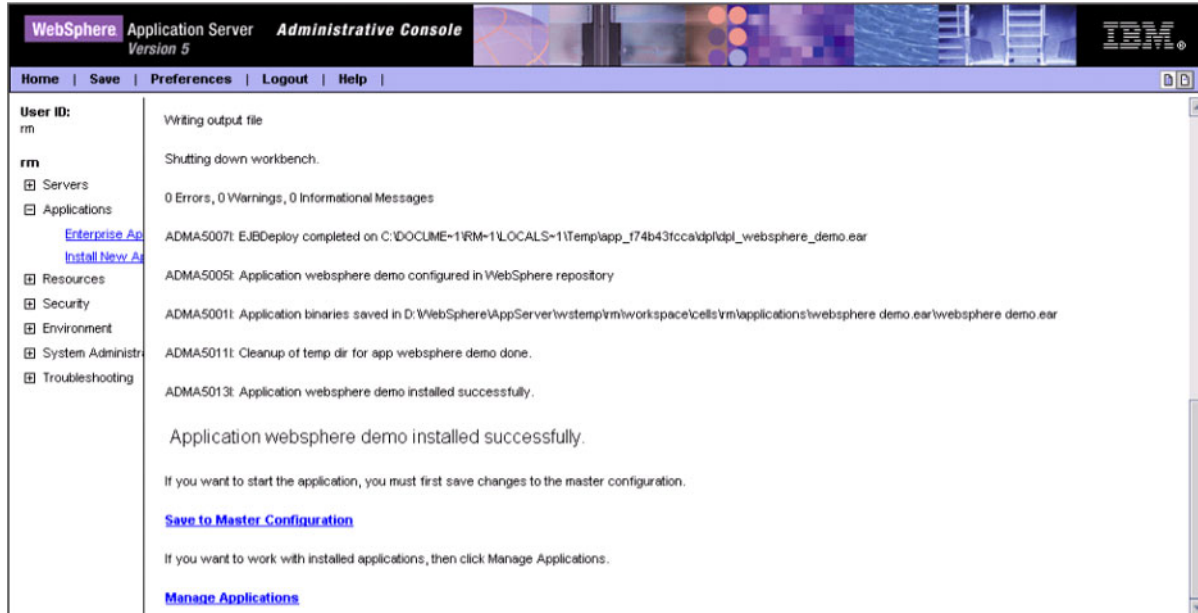 WebSphere Application Server Administrative Console
Version 5
IBM®
Home | Save | Preferences | Logout | Help |
User ID:
rm
rm
Servers
Applications
Enterprise Ap
Install New Ap
Resources
Security
Environment
System Administr
Troubleshooting
Writing output file
Shutting down workbench.
0 Errors, 0 Warnings, 0 Informational Messages
ADMA5007I: EJBDeploy completed on C:\DOCUME~1\RM~1\LOCALS~1\Temp\app_f74b43fcca\dpl\dpl_websphere_demo.ear
ADMA5005I: Application websphere demo configured in WebSphere repository
ADMA5001I: Application binaries saved in D:\WebSphere\AppServer\wstemp\rm\workspace\cells\rm\applications\websphere demo.ear\websphere demo.ear
ADMA5011I: Cleanup of temp dir for app websphere demo done.
ADMA5013I: Application websphere demo installed successfully.
Application websphere demo installed successfully.
If you want to start the application, you must first save changes to the master configuration.
Save to Master Configuration
If you want to work with installed applications, then click Manage Applications.
Manage Applications